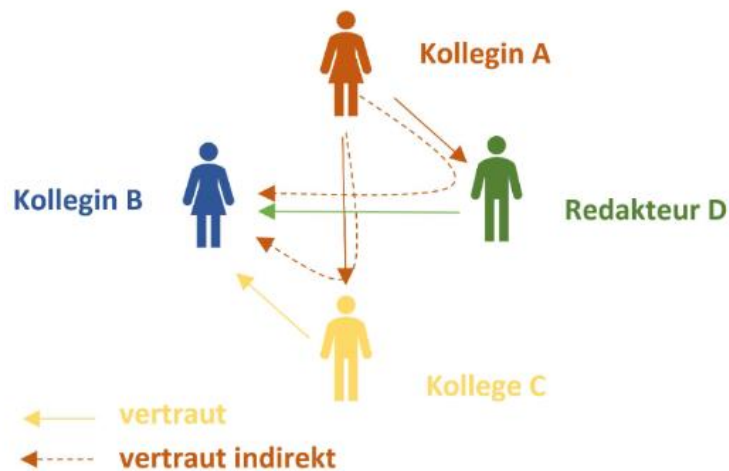 Kollegin A
Kollegin B
Redakteur D
Kollege C
vertraut
vertraut indirekt